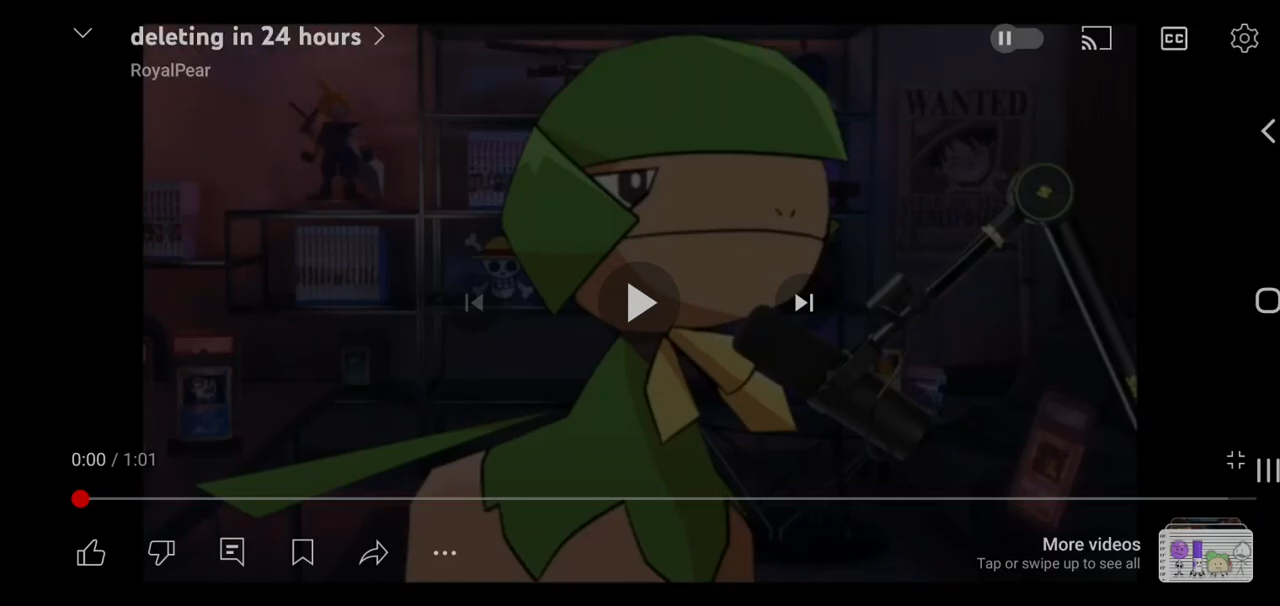 deleting in 24 hours
RoyalPear
CC
WANTED
0:00 / 1:01
More videos
Tap or swipe up to see all